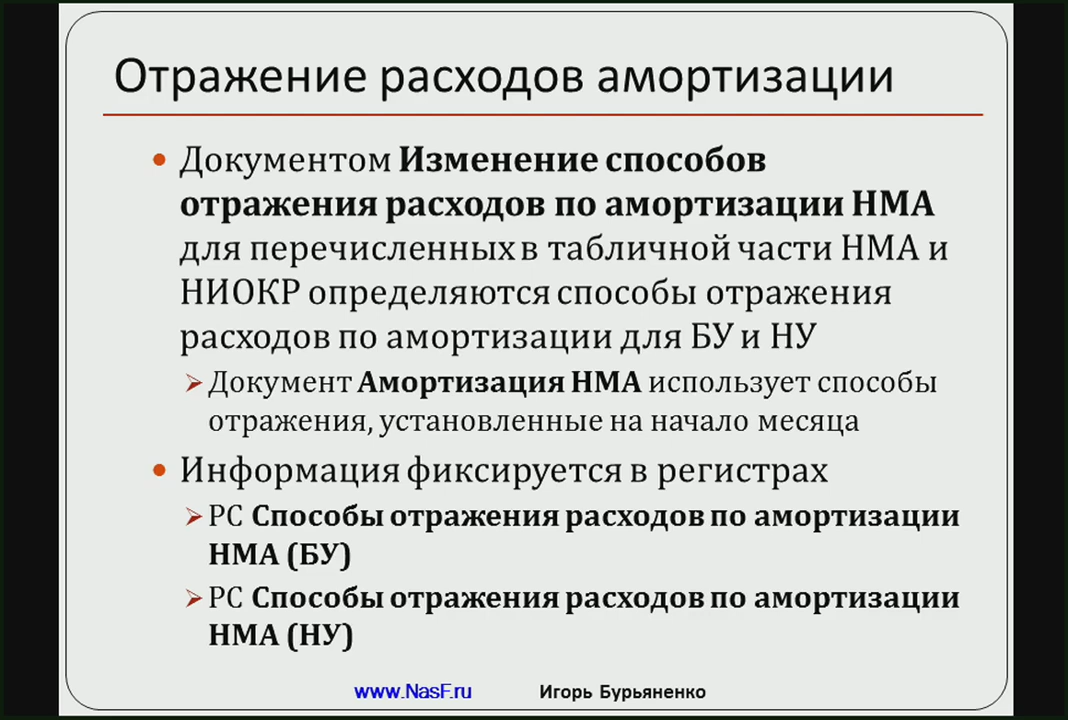 Отражение расходов амортизации
Документом Изменение способов
отражения расходов по амортизации НМА
для перечисленных в табличной части НМА и
НИОКР определяются способы отражения
расходов по амортизации для БУ и НУ
Документ Амортизация НМА использует способы
отражения, установленные на начало месяца
Информация фиксируется в регистрах
РС Способы отражения расходов по амортизации
НМА (БУ)
РС Способы отражения расходов по амортизации
НМА (НУ)
www.NasF.ru Игорь Бурьяненко